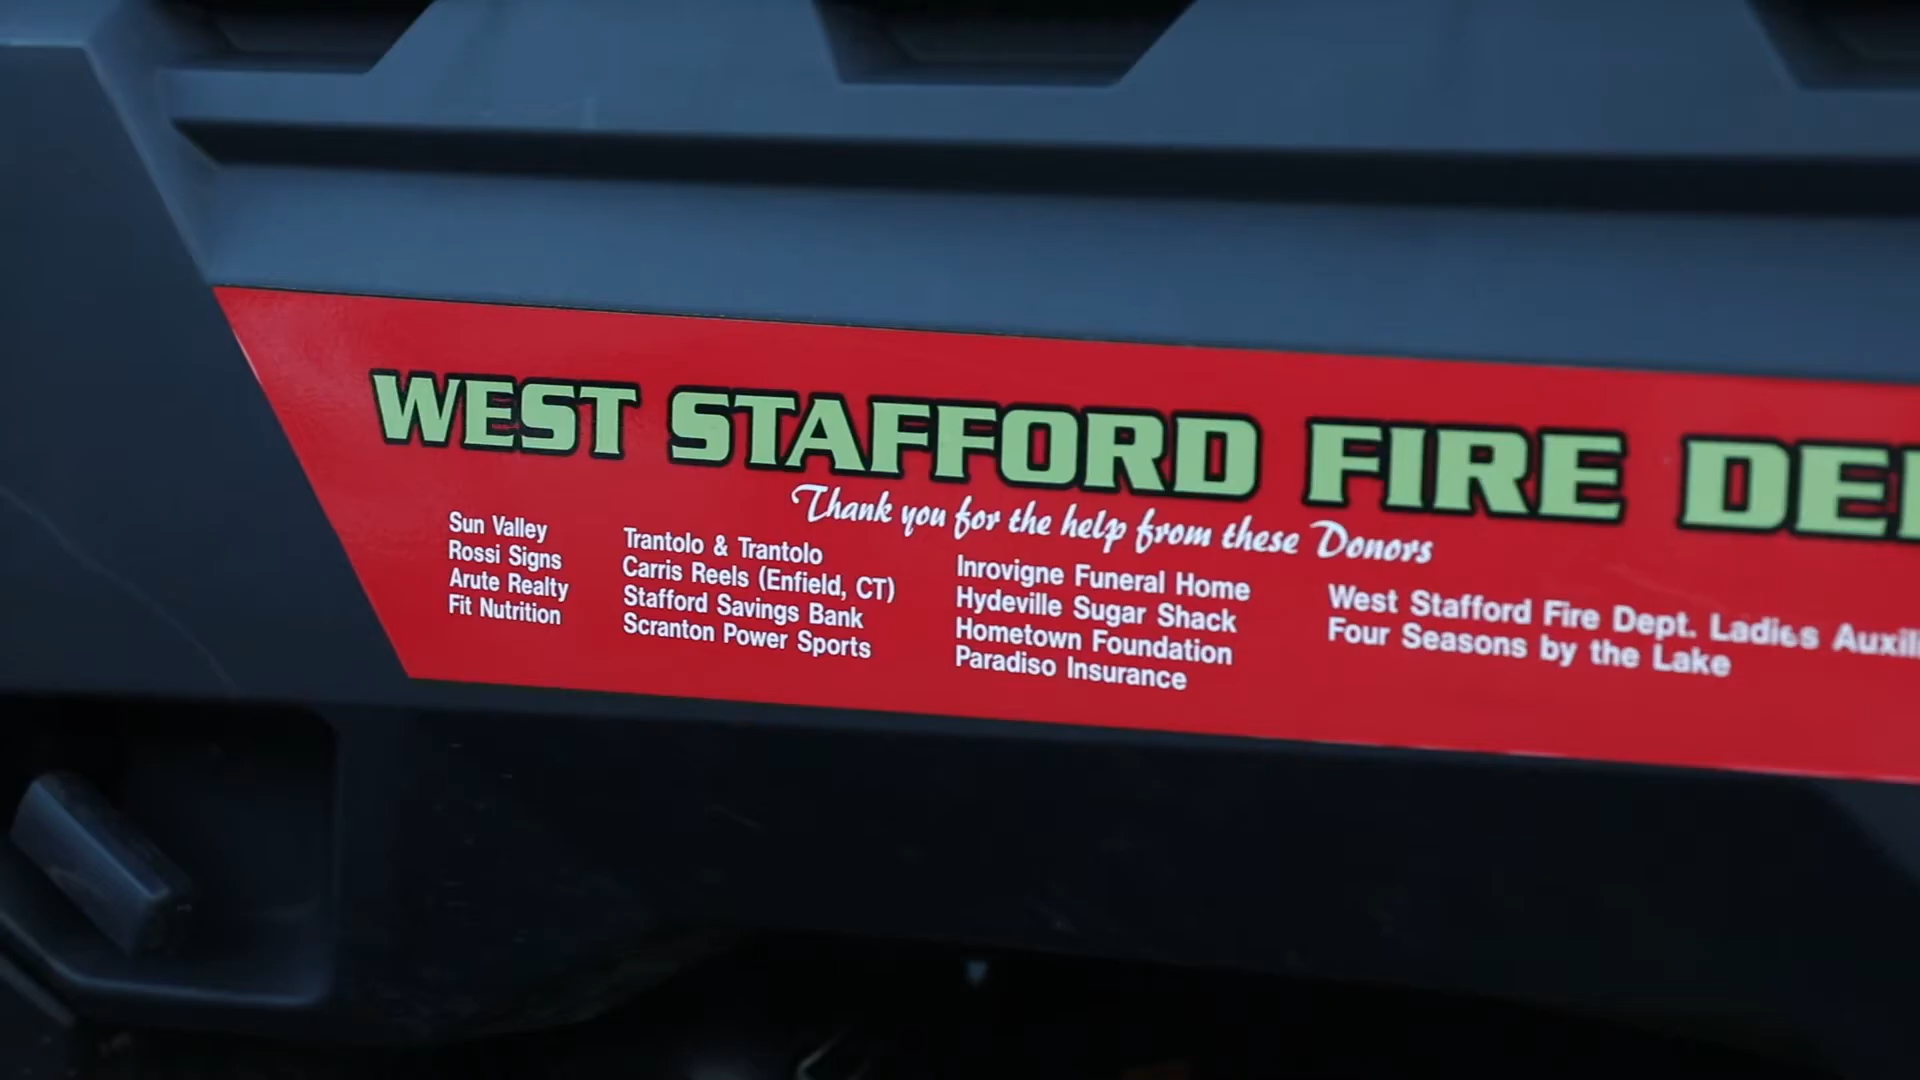 WEST STAFFORD FIRE
Thank you for the help from these Donors
Sun Valley
Rossi Signs
Arute Realty
Fit Nutrition
Trantolo & Trantolo
Carris Reels (Enfield, CT)
Stafford Savings Bank
Scranton Power Sports
Inrovigne Funeral Home
Hydeville Sugar Shack
Hometown Foundation
Paradiso Insurance
West Stafford Fire Dept. Ladies
Four Seasons by the Lake